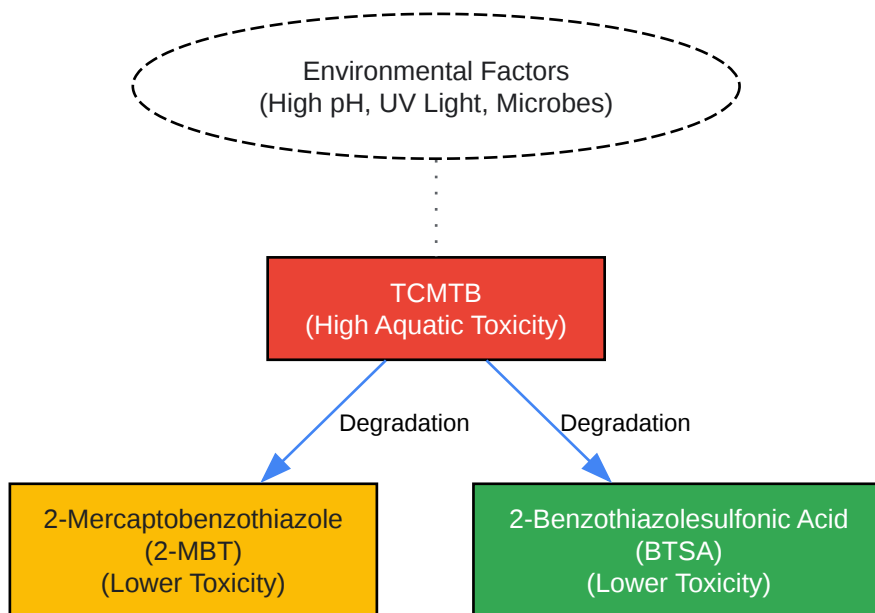 Environmental Factors
(High pH, UV Light, Microbes)
TCMTB
(High Aquatic Toxicity)
Degradation
Degradation
2-Mercaptobenzothiazole
(2-MBT)
(Lower Toxicity)
2-Benzothiazolesulfonic Acid
(BTSA)
(Lower Toxicity)